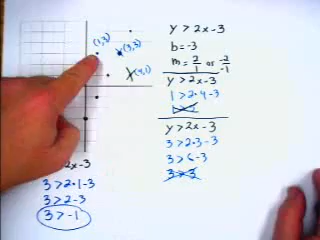 (1,3)
(3,3)
(4,1)
y > 2x - 3
b = -3
m = 2/1 or -2/-1
y > 2x - 3
1 > 2·4 - 3
y > 2x - 3
3 > 2·3 - 3
3 > 6 - 3
3 > 3
2x - 3
3 > 2·1 - 3
3 > 2 - 3
3 > -1